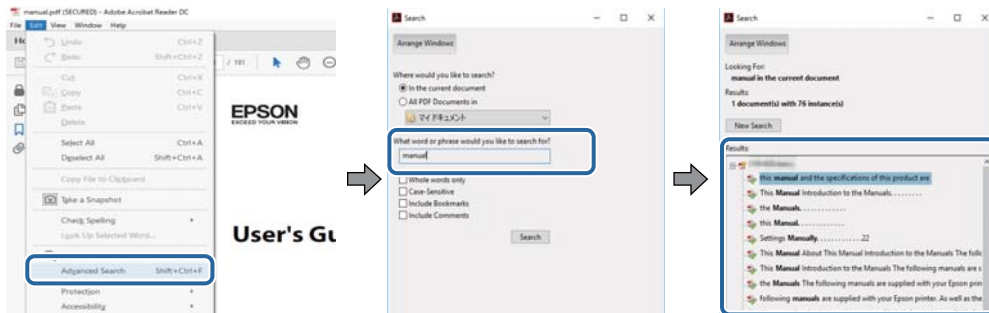 manual.pdf (SECURED) - Adobe Acrobat Reader DC
File Edit View Window Help
Undo Ctrl+Z
Redo Shift+Ctrl+Z
Cut Ctrl+X
Copy Ctrl+C
Paste Ctrl+V
Delete
Select All Ctrl+A
Deselect All Shift+Ctrl+A
Copy File to Clipboard
Take a Snapshot
Check Spelling
Look Up Selected Word...
Advanced Search Shift+Ctrl+F
Protection
Accessibility
/ 181
EPSON
EXCEED YOUR VISION
User's Gu
Search
Arrange Windows
Where would you like to search?
In the current document
All PDF Documents in
マイ ドキュメント
What word or phrase would you like to search for?
manual
Whole words only
Case-Sensitive
Include Bookmarks
Include Comments
Search
Search
Arrange Windows
Looking For:
manual in the current document
Results:
1 document(s) with 76 instance(s)
New Search
Results:
this manual and the specifications of this product are
This Manual Introduction to the Manuals. . . . . . . . .
the Manuals. . . . . . . . . . . . .
this Manual. . . . . . . . . . . . .
Settings Manually. . . . . . . . . . . . .22
This Manual About This Manual Introduction to the Manuals The follo
This Manual Introduction to the Manuals The following manuals are s
the Manuals The following manuals are supplied with your Epson prin
following manuals are supplied with your Epson printer. As well as the